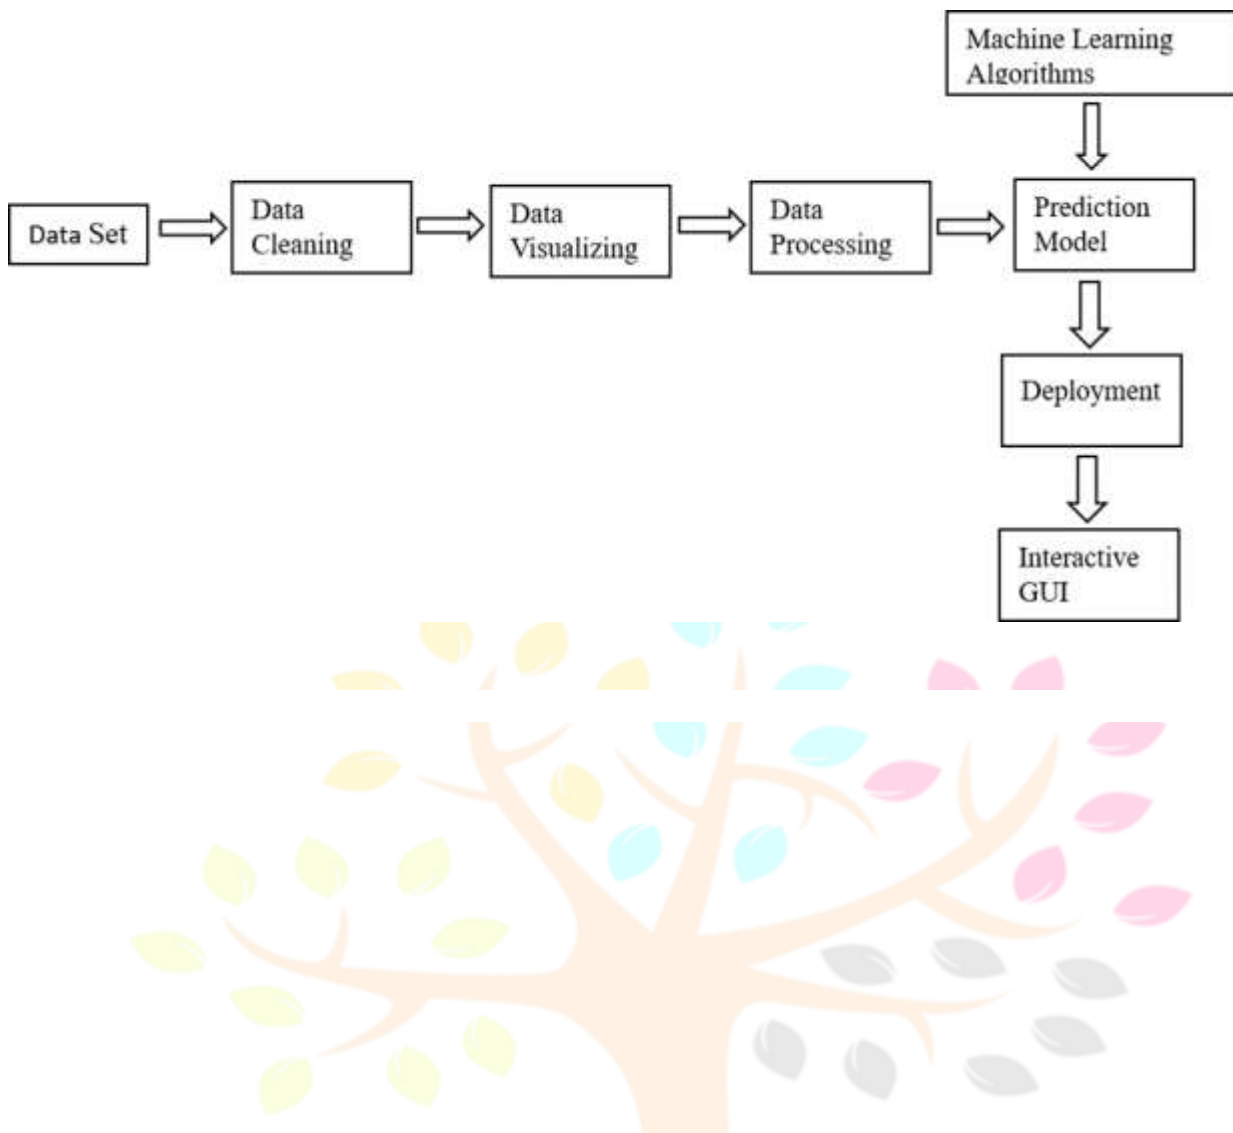 Machine Learning
Algorithms
Data Set
Data
Cleaning
Data
Visualizing
Data
Processing
Prediction
Model
Deployment
Interactive
GUI